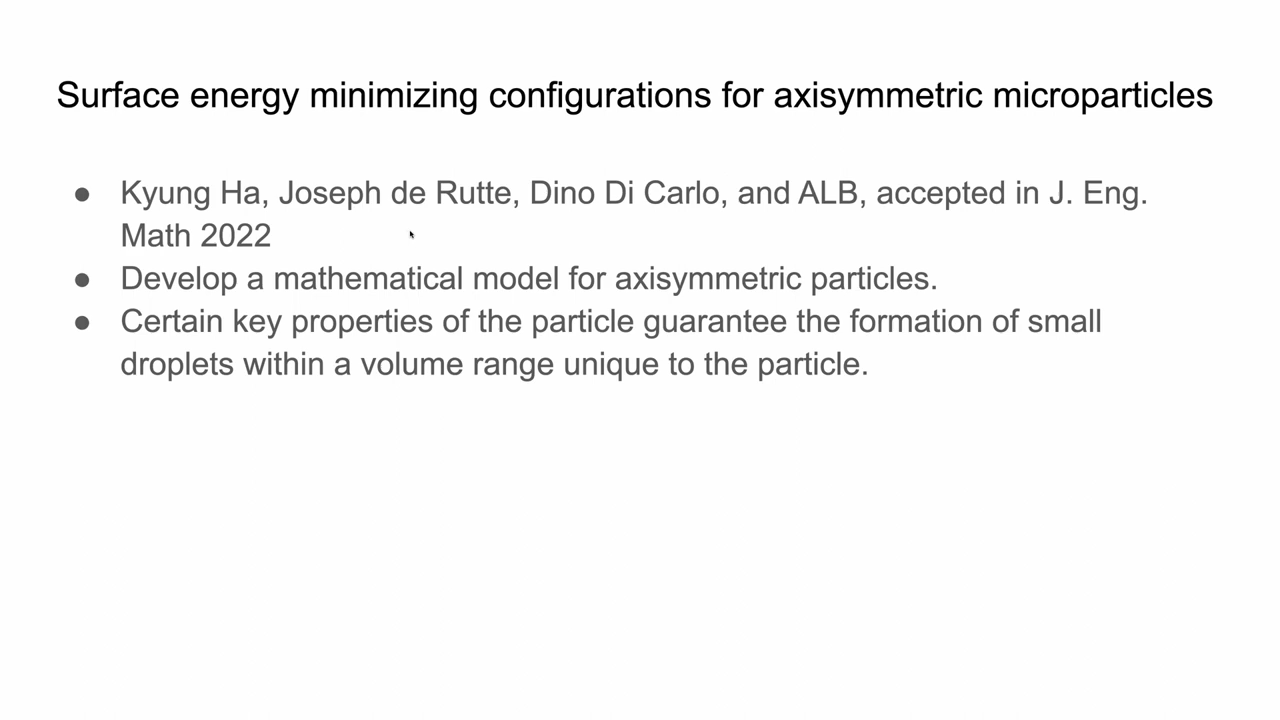 Surface energy minimizing configurations for axisymmetric microparticles
● Kyung Ha, Joseph de Rutte, Dino Di Carlo, and ALB, accepted in J. Eng.
Math 2022
● Develop a mathematical model for axisymmetric particles.
● Certain key properties of the particle guarantee the formation of small
droplets within a volume range unique to the particle.